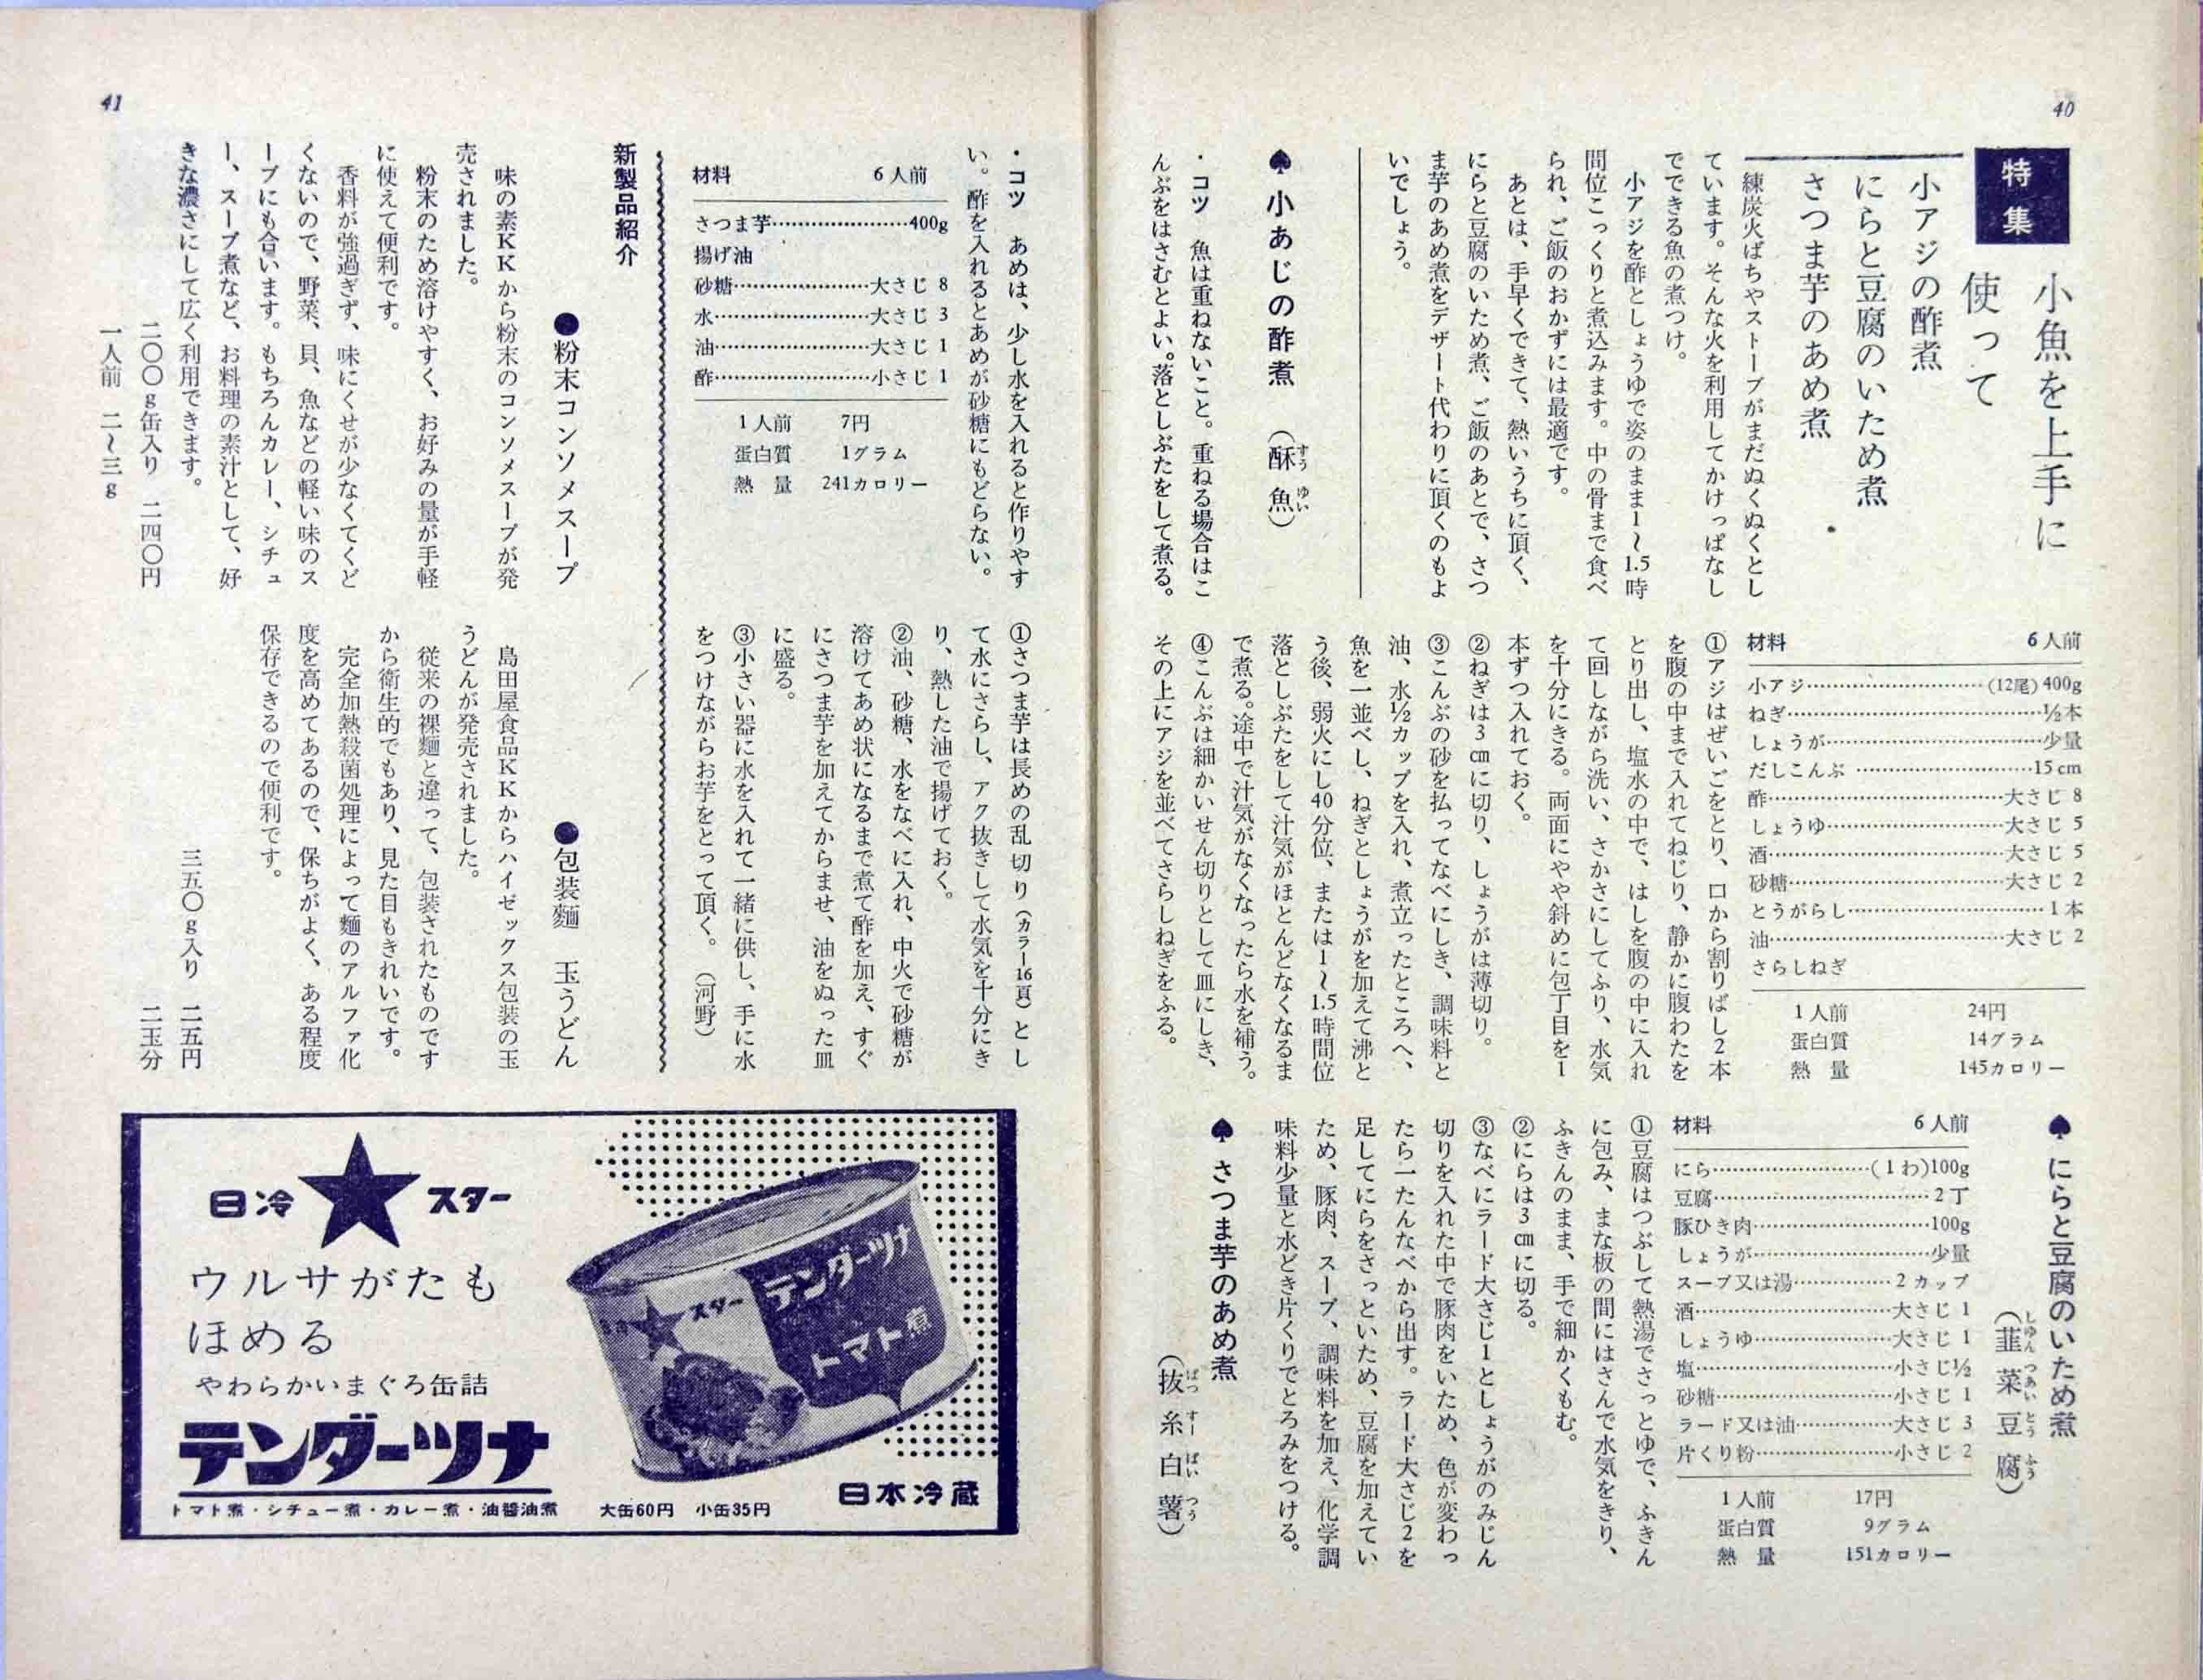 40
特集
小魚を上手に
使って
小アジの酢煮
にらと豆腐のいため煮
さつま芋のあめ煮
練炭火ばちやストーブがまだぬくぬくとし
ています。そんな火を利用してかけっぱなし
でできる魚の煮つけ。
小アジを酢としょうゆで姿のまま1〜1.5時
間位こっくりと煮込みます。中の骨まで食べ
られ、ご飯のおかずには最適です。
あとは、手早くできて、熱いうちに頂く、
にらと豆腐のいため煮、ご飯のあとで、さつ
ま芋のあめ煮をデザート代わりに頂くのもよ
いでしょう。
♠ 小あじの酢煮 (酥魚)
すうゆい
・コツ 魚は重ねないこと。重ねる場合はこ
んぶをはさむとよい。落としぶたをして煮る。
材料 6人前
小アジ…(12尾) 400g
ねぎ…½本
しょうが…少量
だしこんぶ…15cm
酢…大さじ 8
しょうゆ…大さじ 5
酒…大さじ 5
砂糖…大さじ 2
とうがらし…1本
油…大さじ 2
さらしねぎ
1人前 24円
蛋白質 14グラム
熱量 145カロリー
①アジはぜいごをとり、口から割りばし2本
を腹の中まで入れてねじり、静かに腹わたを
とり出し、塩水の中で、はしを腹の中に入れ
て回しながら洗い、さかさにしてふり、水気
を十分にきる。両面にやや斜めに包丁目を1
本ずつ入れておく。
②ねぎは3cmに切り、しょうがは薄切り。
③こんぶの砂を払ってなべにしき、調味料と
油、水½カップを入れ、煮立ったところへ、
魚を一並べし、ねぎとしょうがを加えて沸と
う後、弱火にし40分位、または1〜1.5時間位
落としぶたをして汁気がほとんどなくなるま
で煮る。途中で汁気がなくなったら水を補う。
④こんぶは細かいせん切りとして皿にしき、
その上にアジを並べてさらしねぎをふる。
♠ にらと豆腐のいため煮
(韮菜豆腐)
しゅんつあいとうふう
材料 6人前
にら…(1わ)100g
豆腐…2丁
豚ひき肉…100g
しょうが…少量
スープ又は湯…2カップ
酒…大さじ 1
しょうゆ…大さじ 1
塩…小さじ½
砂糖…小さじ 1
ラード又は油…大さじ 3
片くり粉…小さじ 2
1人前 17円
蛋白質 9グラム
熱量 151カロリー
①豆腐はつぶして熱湯でさっとゆで、ふきん
に包み、まな板の間にはさんで水気をきり、
ふきんのまま、手で細かくもむ。
②にらは3cmに切る。
③なべにラード大さじ1としょうがのみじん
切りを入れた中で豚肉をいため、色が変わっ
たら一たんなべから出す。ラード大さじ2を
足してにらをさっといため、豆腐を加えてい
ため、豚肉、スープ、調味料を加え、化学調
味料少量と水どき片くりでとろみをつける。
♠ さつま芋のあめ煮
(抜糸白薯)
ばつすーばいつう
・コツ あめは、少し水を入れると作りやす
い。酢を入れるとあめが砂糖にもどらない。
材料 6人前
さつま芋…400g
揚げ油
砂糖…大さじ 8
水…大さじ 3
油…大さじ 1
酢…小さじ 1
1人前 7円
蛋白質 1グラム
熱量 241カロリー
①さつま芋は長めの乱切り(カラー16頁)とし
て水にさらし、アク抜きして水気を十分にき
り、熱した油で揚げておく。
②油、砂糖、水をなべに入れ、中火で砂糖が
溶けてあめ状になるまで煮て酢を加え、すぐ
にさつま芋を加えてからませ、油をぬった皿
に盛る。
③小さい器に水を入れて一緒に供し、手に水
をつけながらお芋をとって頂く。 (河野)
新製品紹介
●粉末コンソメスープ
味の素KKから粉末のコンソメスープが発
売されました。
粉末のため溶けやすく、お好みの量が手軽
に使えて便利です。
香料が強過ぎず、味にくせが少なくてくど
くないので、野菜、貝、魚などの軽い味のス
ープにも合います。もちろんカレー、シチュ
ー、スープ煮など、お料理の素汁として、好
きな濃さにして広く利用できます。
二〇〇g缶入り 二四〇円
一人前 二〜三g
●包装麺 玉うどん
島田屋食品KKからハイゼックス包装の玉
うどんが発売されました。
従来の裸麺と違って、包装されたものです
から衛生的でもあり、見た目もきれいです。
完全加熱殺菌処理によって麺のアルファ化
度を高めてあるので、保ちがよく、ある程度
保存できるので便利です。
三五〇g入り 二五円
二玉分
日冷★スター
ウルサがたも
ほめる
やわらかいまぐろ缶詰
テンダーツナ
トマト煮・シチュー煮・カレー煮・油醤油煮
大缶60円 小缶35円
日本冷蔵
スター
テンダーツナ
トマト煮
41